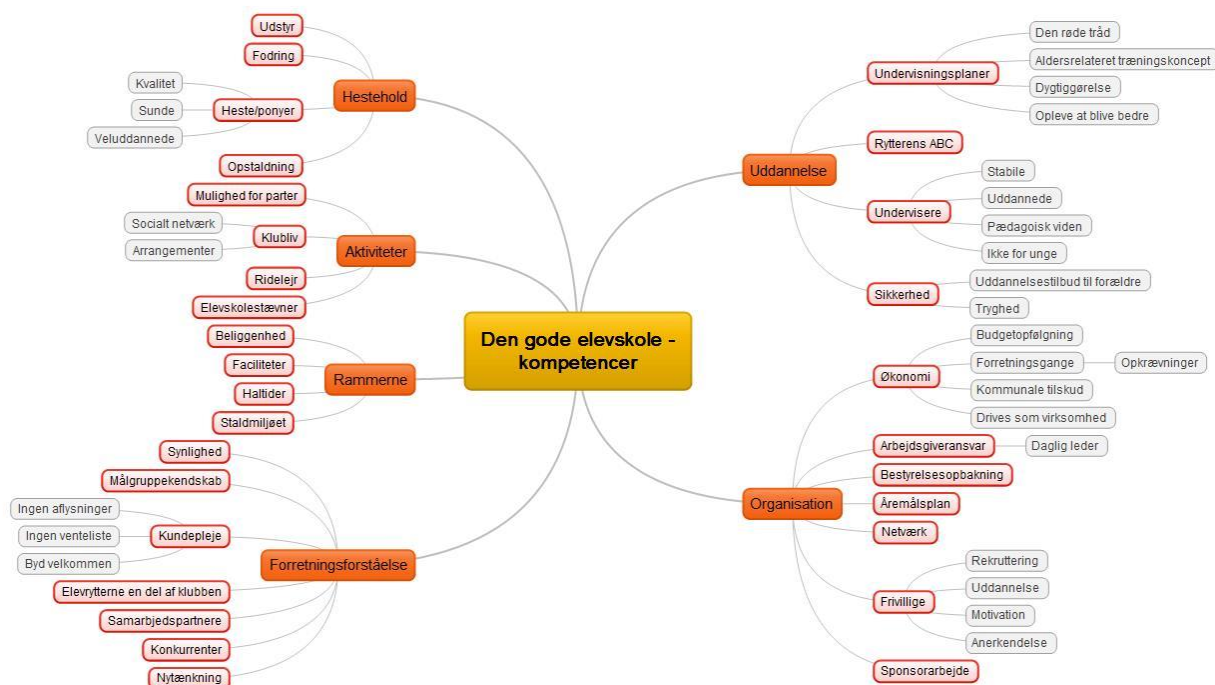 Den gode elevskole -
kompetencer
Hestehold
Udstyr
Fodring
Heste/ponyer
Kvalitet
Sunde
Veluddannede
Opstaldning
Aktiviteter
Mulighed for parter
Klubliv
Socialt netværk
Arrangementer
Ridelejr
Elevskolestævner
Rammerne
Beliggenhed
Faciliteter
Haltider
Staldmiljøet
Forretningsforståelse
Synlighed
Målgruppekendskab
Kundepleje
Ingen aflysninger
Ingen venteliste
Byd velkommen
Elevrytterne en del af klubben
Samarbjedspartnere
Konkurrenter
Nytænkning
Uddannelse
Undervisningsplaner
Den røde tråd
Aldersrelateret træningskoncept
Dygtiggørelse
Opleve at blive bedre
Rytterens ABC
Undervisere
Stabile
Uddannede
Pædagoisk viden
Ikke for unge
Sikkerhed
Uddannelsestilbud til forældre
Tryghed
Organisation
Økonomi
Budgetopfølgning
Forretningsgange
Opkrævninger
Kommunale tilskud
Drives som virksomhed
Arbejdsgiveransvar
Daglig leder
Bestyrelsesopbakning
Åremålsplan
Netværk
Frivillige
Rekruttering
Uddannelse
Motivation
Anerkendelse
Sponsorarbejde